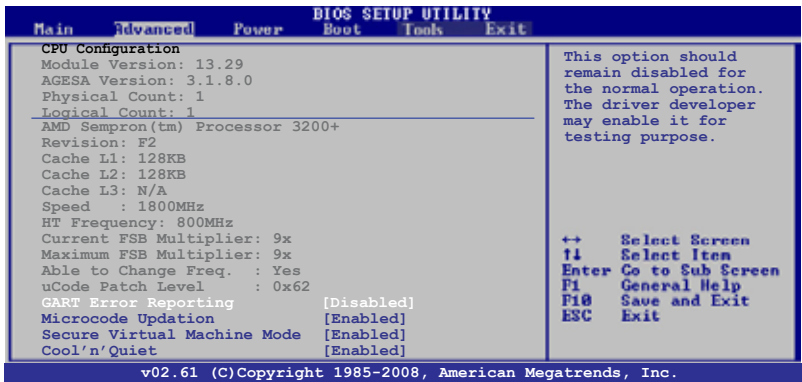 BIOS SETUP UTILITY
Main Advanced Power Boot Tools Exit
CPU Configuration
Module Version: 13.29
AGESA Version: 3.1.8.0
Physical Count: 1
Logical Count: 1
AMD Sempron(tm) Processor 3200+
Revision: F2
Cache L1: 128KB
Cache L2: 128KB
Cache L3: N/A
Speed : 1800MHz
HT Frequency: 800MHz
Current FSB Multiplier: 9x
Maximum FSB Multiplier: 9x
Able to Change Freq. : Yes
uCode Patch Level : 0x62
GART Error Reporting [Disabled]
Microcode Updation [Enabled]
Secure Virtual Machine Mode [Enabled]
Cool'n'Quiet [Enabled]
This option should
remain disabled for
the normal operation.
The driver developer
may enable it for
testing purpose.
↔ Select Screen
↑↓ Select Item
Enter Go to Sub Screen
F1 General Help
F10 Save and Exit
ESC Exit
v02.61 (C)Copyright 1985-2008, American Megatrends, Inc.